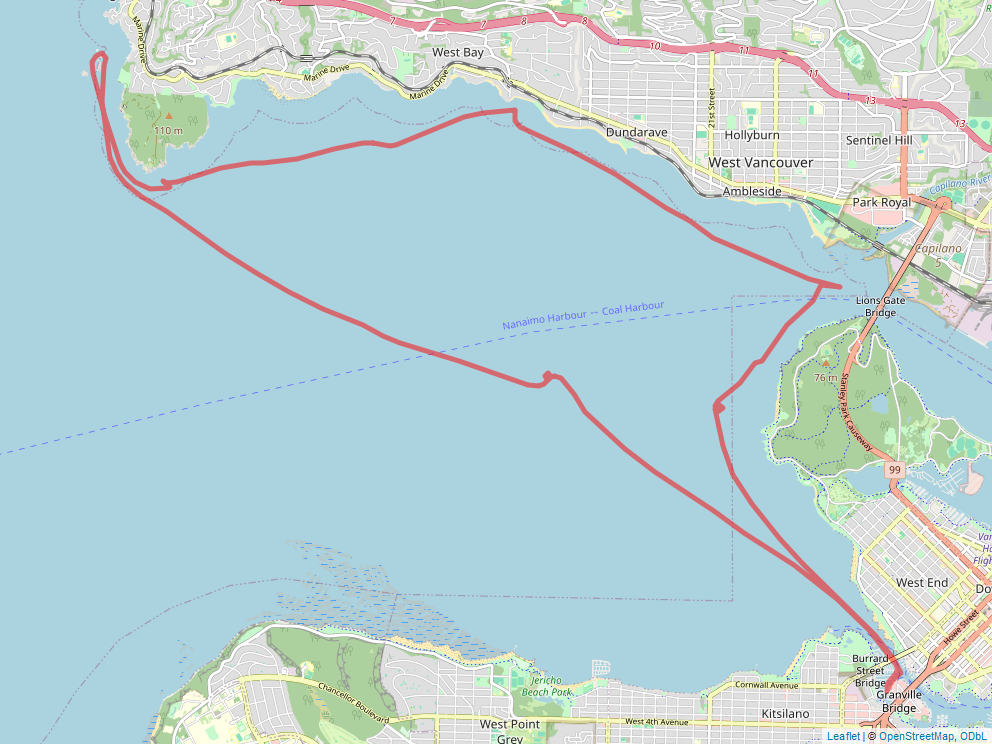 7
7
8
8
West Bay
10
11
11
Marine Drive
Marine Drive
Marine Drive
13
13
21st Street
110 m
Dundarave
Hollyburn
Sentinel Hill
West Vancouver
Ambleside
Capilano River
Park Royal
Capilano
5
Lions Gate
Bridge
Nanaimo Harbour -- Coal Harbour
76 m
Stanley Park Causeway
99
West End
Howe Street
Burrard
Street
Bridge
Jericho
Beach Park
Cornwall Avenue
Chancellor Boulevard
Granville
Bridge
Kitsilano
West Point
Grey
West 4th Avenue
Leaflet | © OpenStreetMap, ODbL